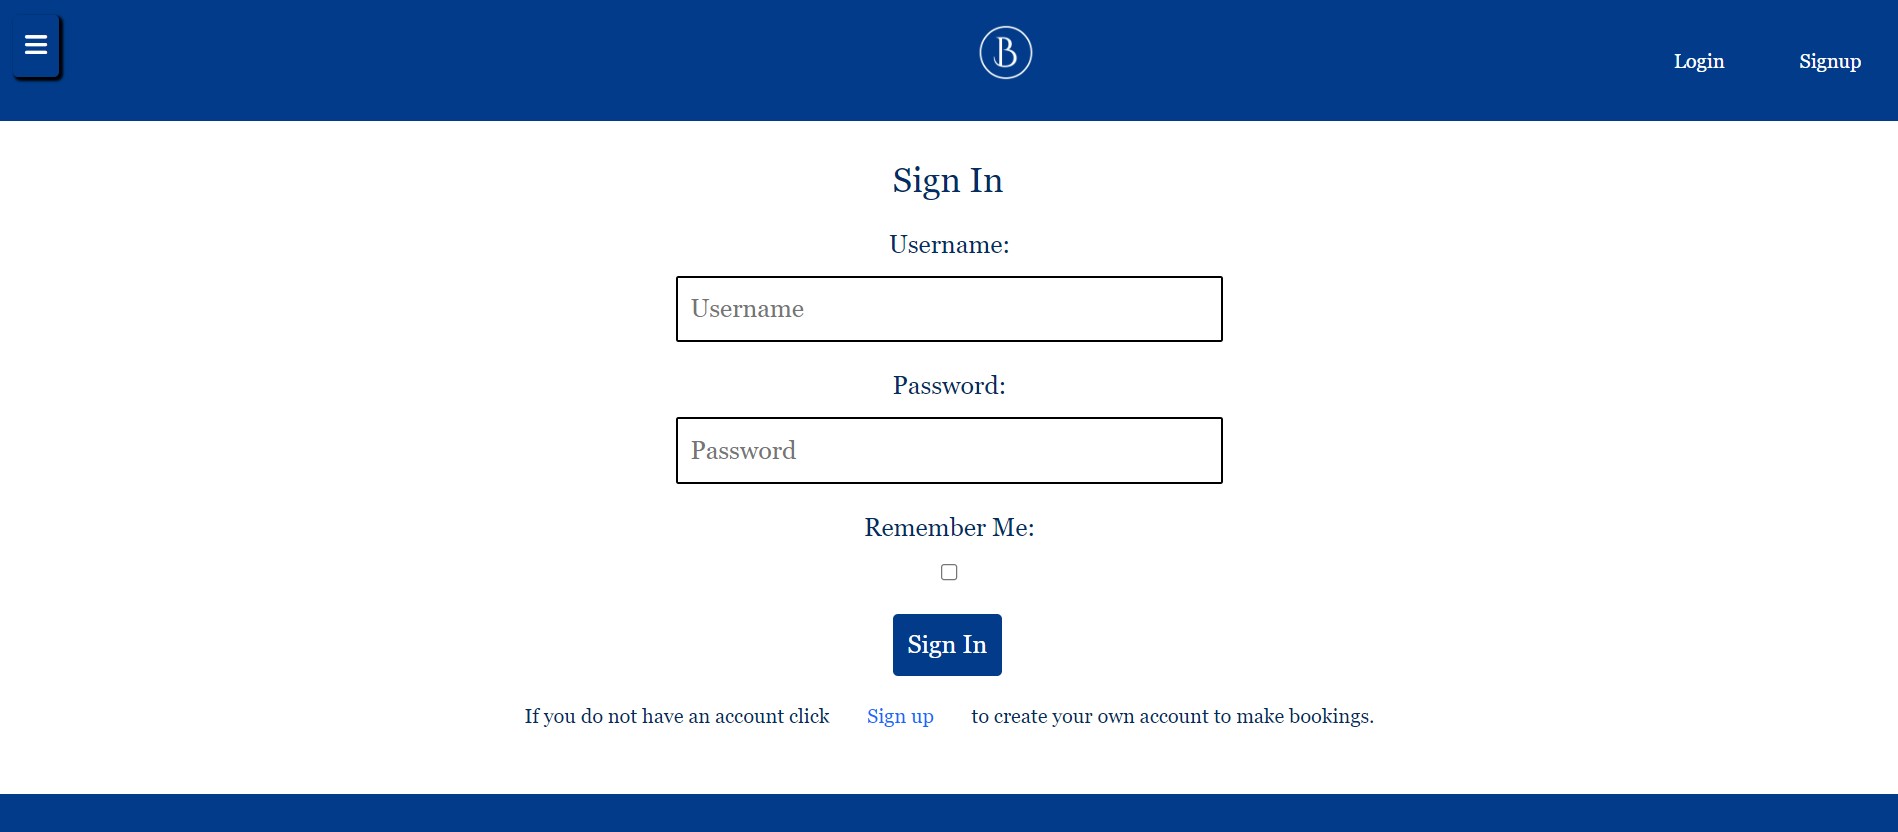 B
Login Signup
Sign In
Username:
Username
Password:
Password
Remember Me:
Sign In
If you do not have an account click Sign up to create your own account to make bookings.